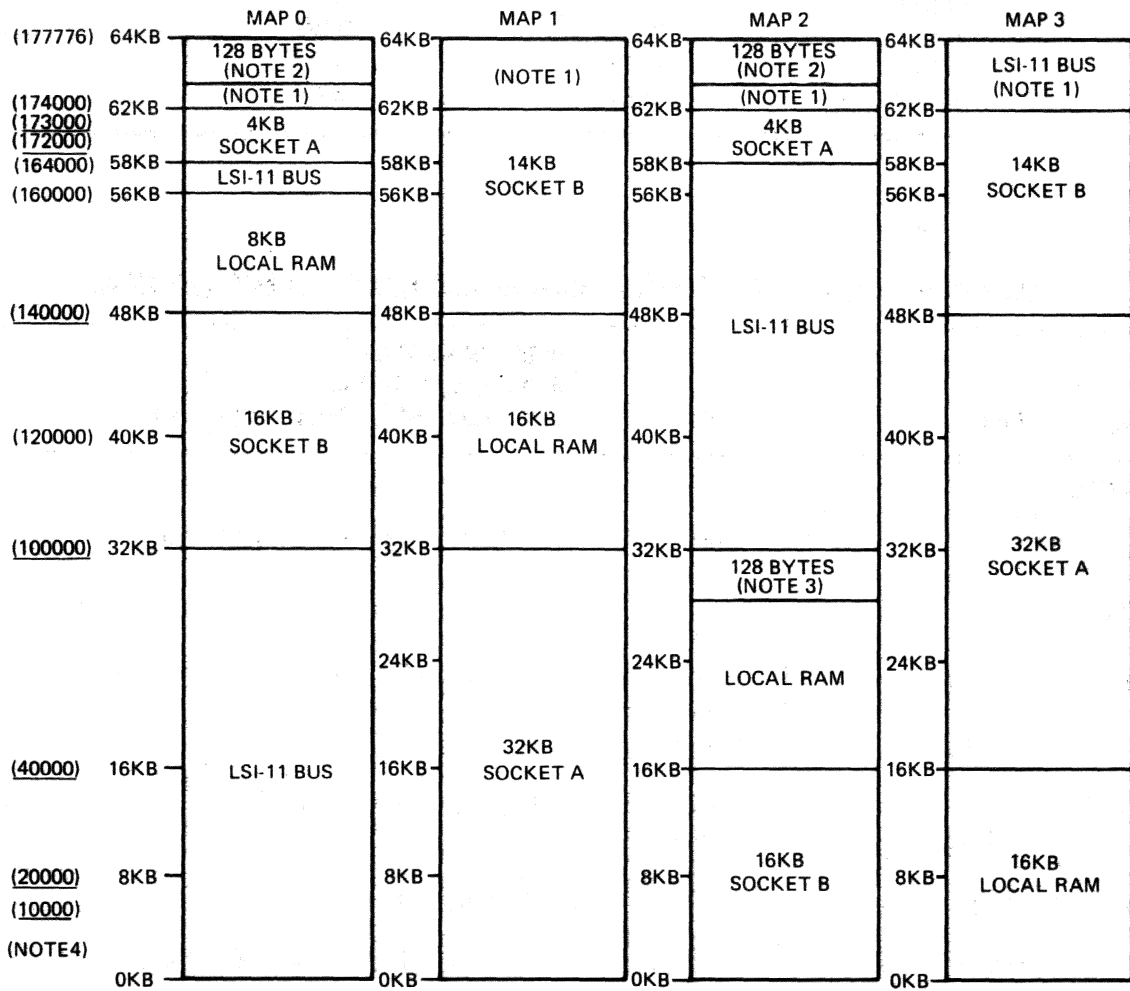 MAP 0 MAP 1 MAP 2 MAP 3
(177776) 64KB 64KB 64KB 64KB
128 BYTES 128 BYTES
(NOTE 2) (NOTE 1) (NOTE 2) LSI-11 BUS
(NOTE 1) (NOTE 1) (NOTE 1)
(174000) 62KB 62KB 62KB 62KB
(173000) 4KB 4KB
(172000) SOCKET A SOCKET A
(164000) 58KB 58KB 14KB 58KB 58KB 14KB
LSI-11 BUS SOCKET B SOCKET B
(160000) 56KB 56KB 56KB 56KB
8KB
LOCAL RAM
(140000) 48KB 48KB 48KB 48KB
LSI-11 BUS
16KB 16KB
(120000) 40KB SOCKET B 40KB LOCAL RAM 40KB 40KB
(100000) 32KB 32KB 32KB 32KB 32KB
128 BYTES SOCKET A
(NOTE 3)
24KB 24KB 24KB
LOCAL RAM
32KB
(40000) 16KB LSI-11 BUS 16KB SOCKET A 16KB 16KB
16KB 16KB
(20000) 8KB 8KB 8KB SOCKET B 8KB LOCAL RAM
(10000)
(NOTE4)
0KB 0KB 0KB 0KB